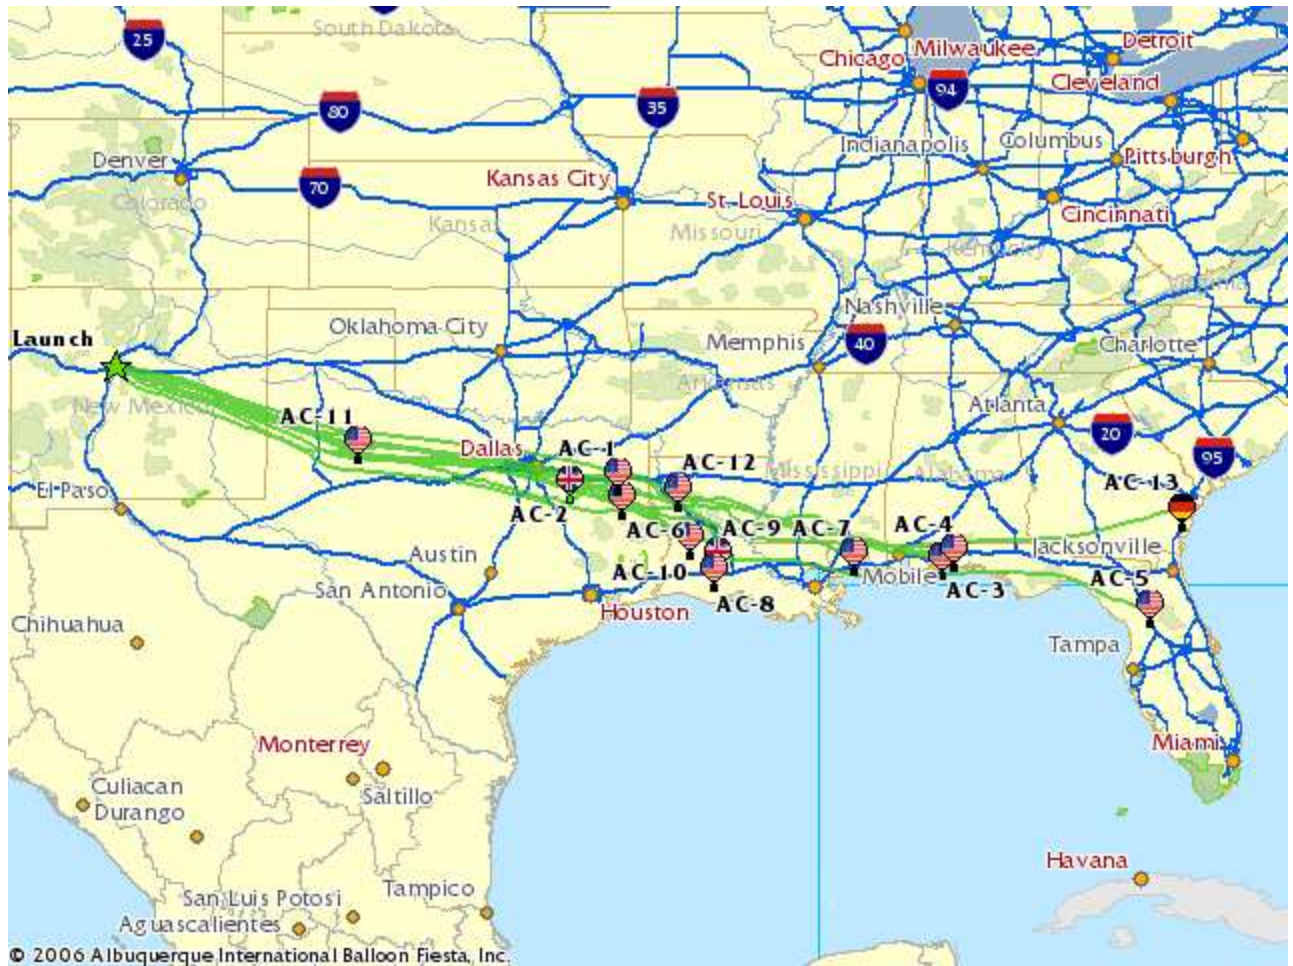 South Dakota
25
Milwaukee
Detroit
Chicago
94
Cleveland
80
35
Indianapolis
Columbus
Pittsburgh
Denver
70
Kansas City
St. Louis
Cincinnati
Colorado
Kansas
Missouri
Kentucky
Virginia
Nashville
Launch
Oklahoma City
Memphis
40
Charlotte
Arkansas
New Mexico
Atlanta
AC-11
20
Dallas
AC-1
AC-12
95
Mississippi
Alabama
AC-13
El Paso
AC-2
AC-6
AC-9
AC-7
AC-4
Jacksonville
Austin
AC-10
Mobile
AC-3
AC-5
San Antonio
AC-8
Houston
Chihuahua
Tampa
Monterrey
Miami
Culiacan
Saltillo
Durango
Havana
Tampico
San Luis Potosi
Aguascalientes
© 2006 Albuquerque International Balloon Fiesta, Inc.